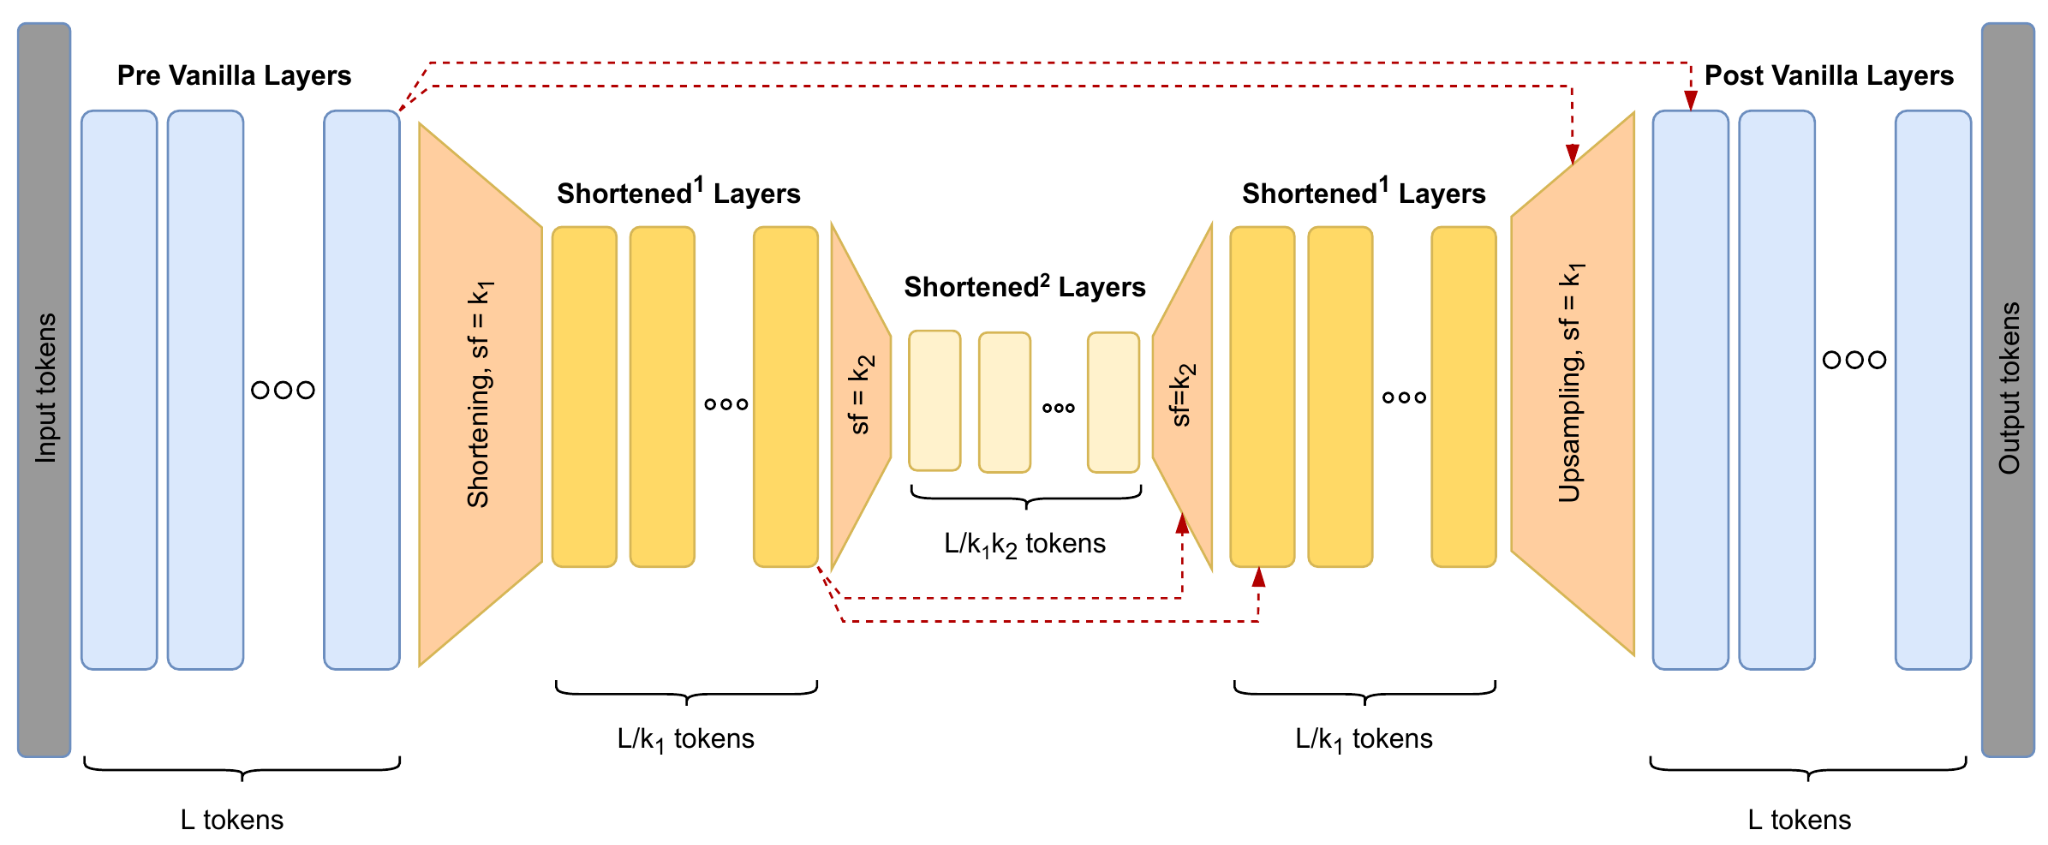 Pre Vanilla Layers
Post Vanilla Layers
Shortened¹ Layers
Shortened¹ Layers
Shortened² Layers
Input tokens
Shortening, sf = k₁
sf = k₂
sf=k₂
Upsampling, sf = k₁
Output tokens
L/k₁k₂ tokens
L/k₁ tokens
L/k₁ tokens
L tokens
L tokens